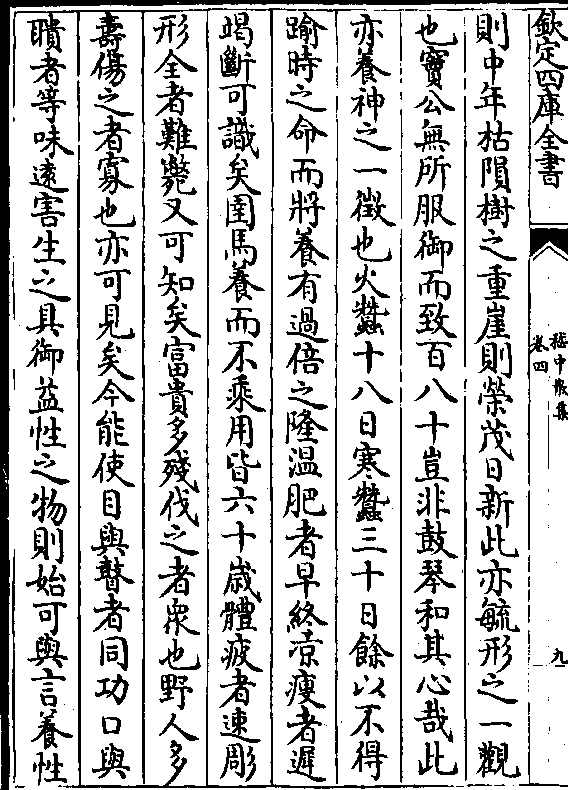 欽定四庫全書
嵇中散集
卷四
九
則中年枯隕樹之重崖則榮茂日新此亦毓形之一觀
也竇公無所服御而致百八十豈非鼓琴和其心哉此
亦養神之一徴也火蠶十八日寒蠶三十日餘以不得
踰時之命而將養有過倍之隆温肥者早終凉瘦者遲
竭斷可識矣圉馬養而不乘用皆六十歳體疲者速彫
形全者難斃又可知矣富貴多殘伐之者衆也野人多
壽傷之者寡也亦可見矣今能使目與瞽者同功口與
聵者等味逺害生之具御益性之物則始可與言養性